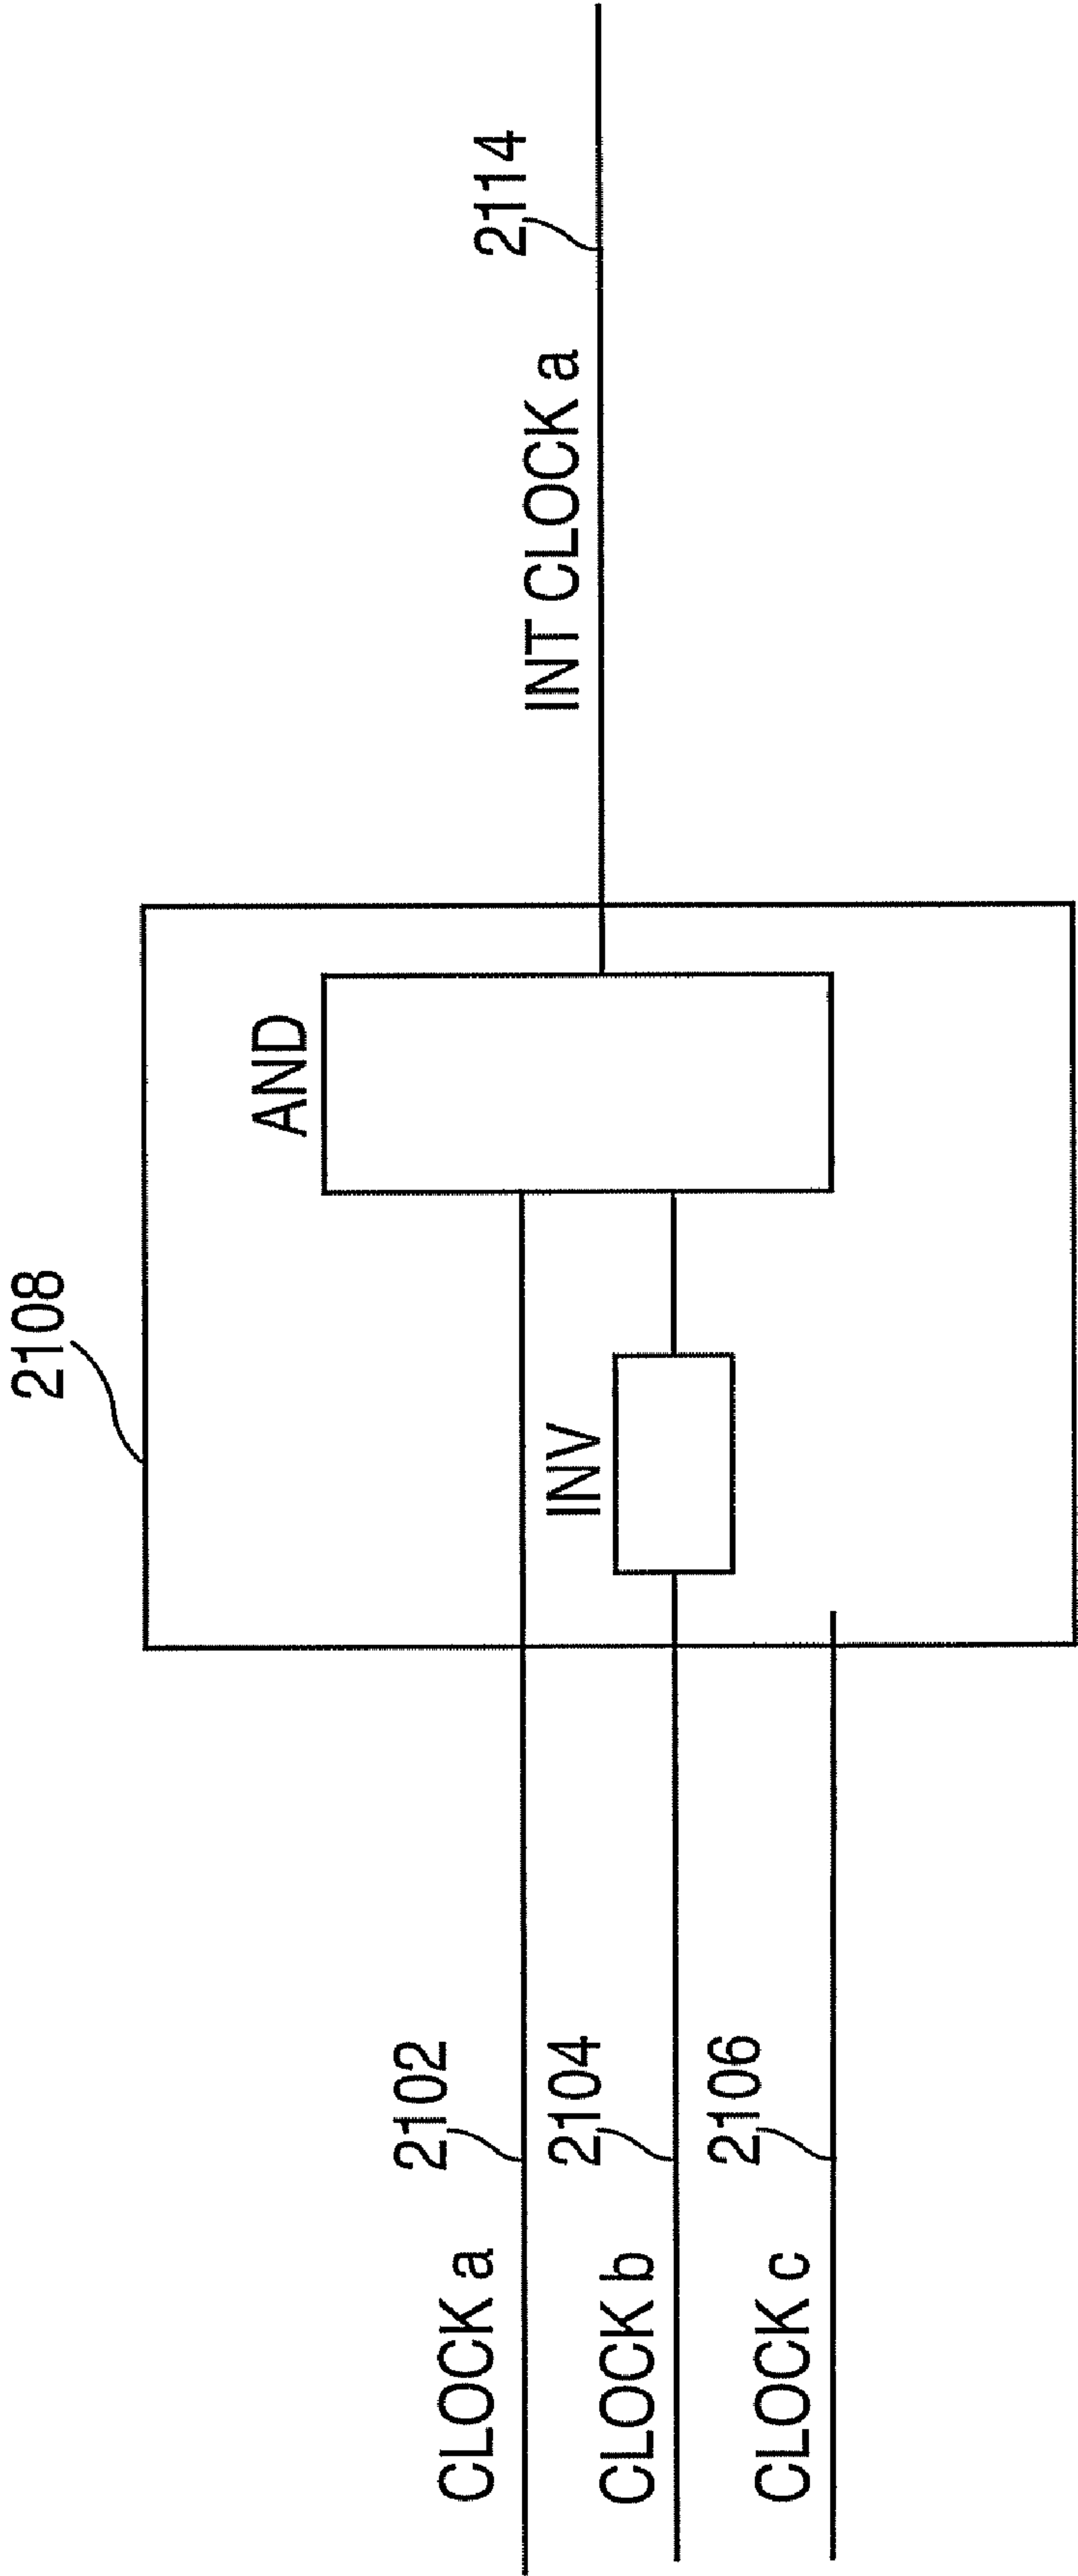 2108
AND
INV
CLOCK a
2102
CLOCK b
2104
CLOCK c
2106
INT CLOCK a
2114